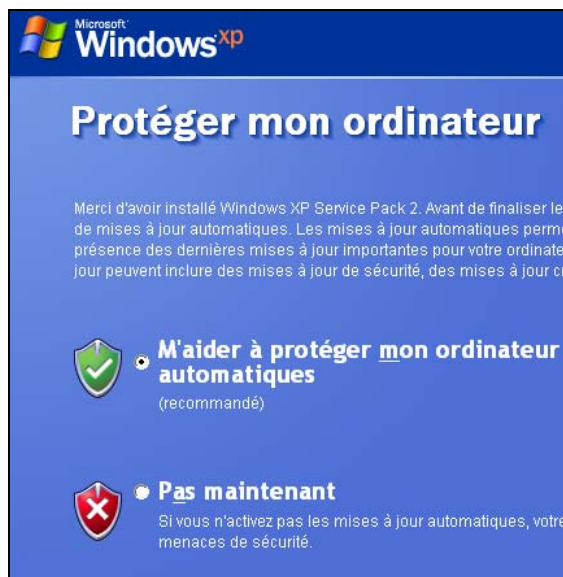 Microsoft
Windows xp
Protéger mon ordinateur
Merci d'avoir installé Windows XP Service Pack 2. Avant de finaliser le
de mises à jour automatiques. Les mises à jour automatiques perme
présence des dernières mises à jour importantes pour votre ordinate
jour peuvent inclure des mises à jour de sécurité, des mises à jour c
M'aider à protéger mon ordinateur
automatiques
(recommandé)
Pas maintenant
Si vous n'activez pas les mises à jour automatiques, votre
menaces de sécurité.